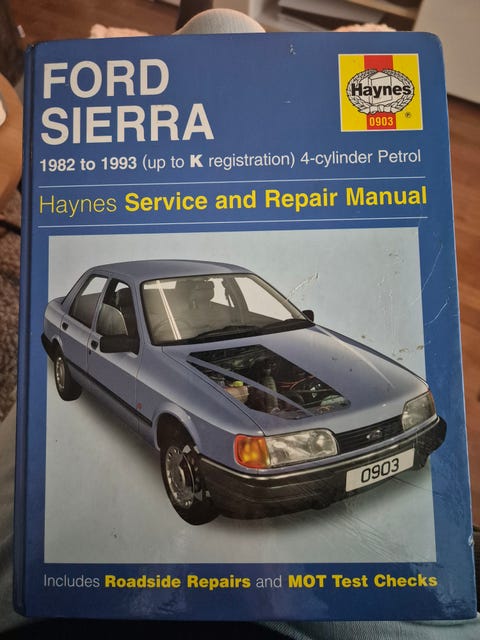 FORD
SIERRA
Haynes
0903
1982 to 1993 (up to K registration) 4-cylinder Petrol
Haynes Service and Repair Manual
0903
Includes Roadside Repairs and MOT Test Checks